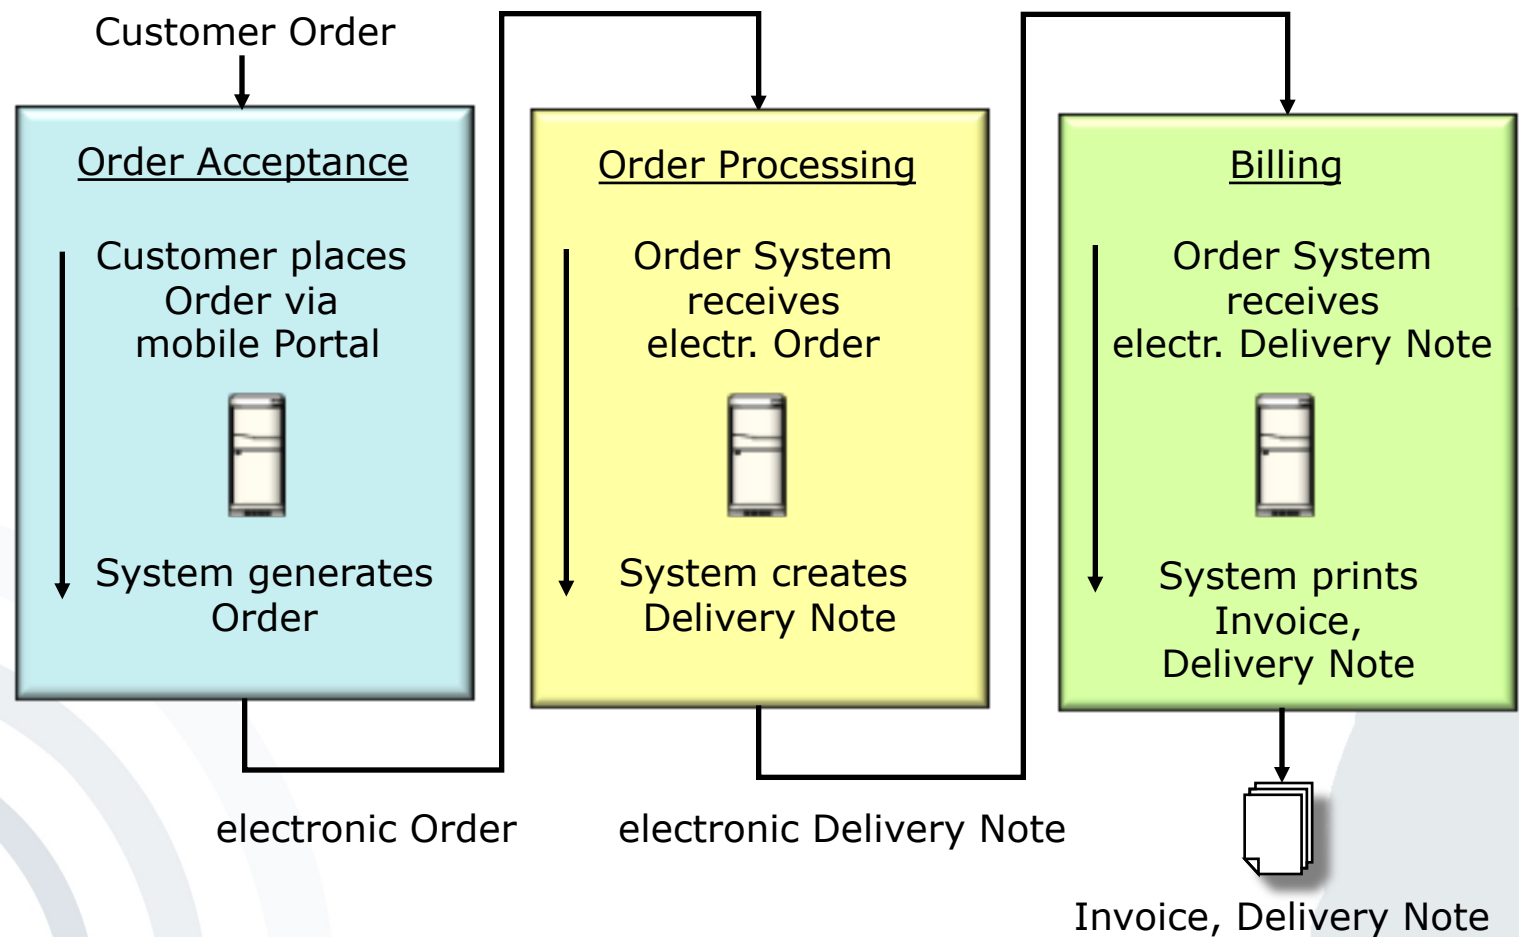 Customer Order
Order Acceptance
Customer places
Order via
mobile Portal
System generates
Order
electronic Order
Order Processing
Order System
receives
electr. Order
System creates
Delivery Note
electronic Delivery Note
Billing
Order System
receives
electr. Delivery Note
System prints
Invoice,
Delivery Note
Invoice, Delivery Note